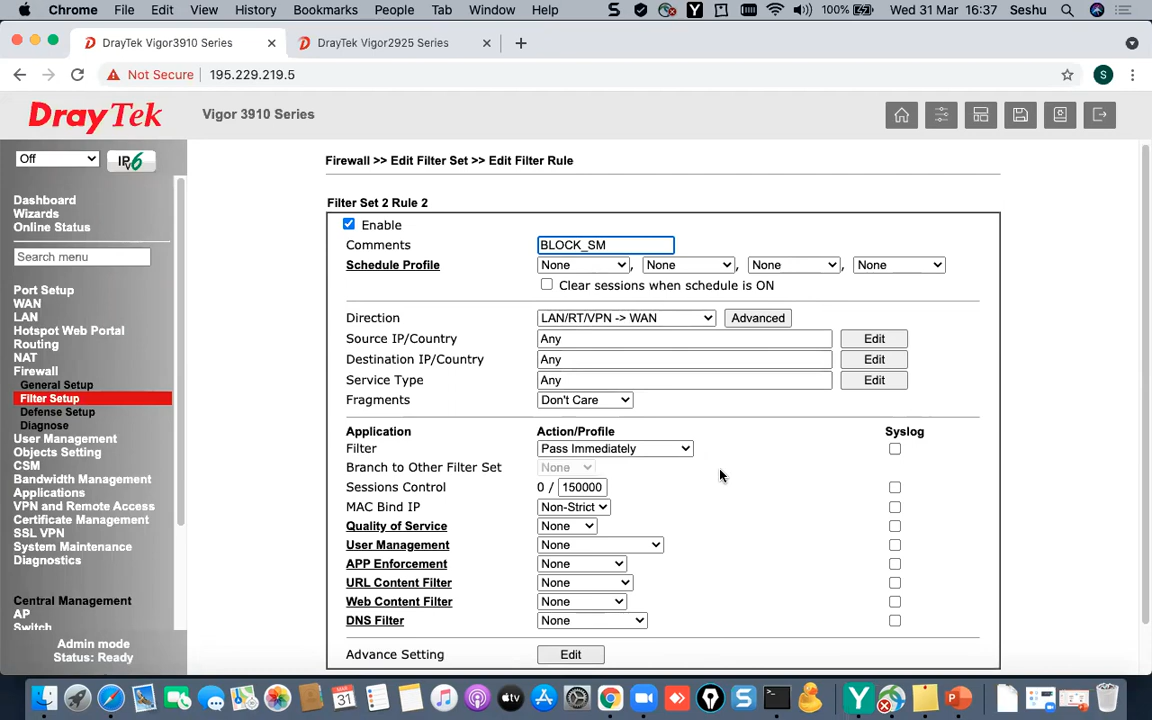 Chrome File Edit View History Bookmarks People Tab Window Help 100% Wed 31 Mar 16:37 Seshu
DrayTek Vigor3910 Series DrayTek Vigor2925 Series
Not Secure 195.229.219.5 S
DrayTek Vigor 3910 Series
Off IPv6
Dashboard
Wizards
Online Status
Search menu
Port Setup
WAN
LAN
Hotspot Web Portal
Routing
NAT
Firewall
General Setup
Filter Setup
Defense Setup
Diagnose
User Management
Objects Setting
CSM
Bandwidth Management
Applications
VPN and Remote Access
Certificate Management
SSL VPN
System Maintenance
Diagnostics
Central Management
AP
Switch
Admin mode
Status: Ready
Firewall >> Edit Filter Set >> Edit Filter Rule
Filter Set 2 Rule 2
Enable
Comments BLOCK_SM
Schedule Profile None , None , None , None
Clear sessions when schedule is ON
Direction LAN/RT/VPN -> WAN Advanced
Source IP/Country Any Edit
Destination IP/Country Any Edit
Service Type Any Edit
Fragments Don't Care
Application Action/Profile Syslog
Filter Pass Immediately
Branch to Other Filter Set None
Sessions Control 0 / 150000
MAC Bind IP Non-Strict
Quality of Service None
User Management None
APP Enforcement None
URL Content Filter None
Web Content Filter None
DNS Filter None
Advance Setting Edit